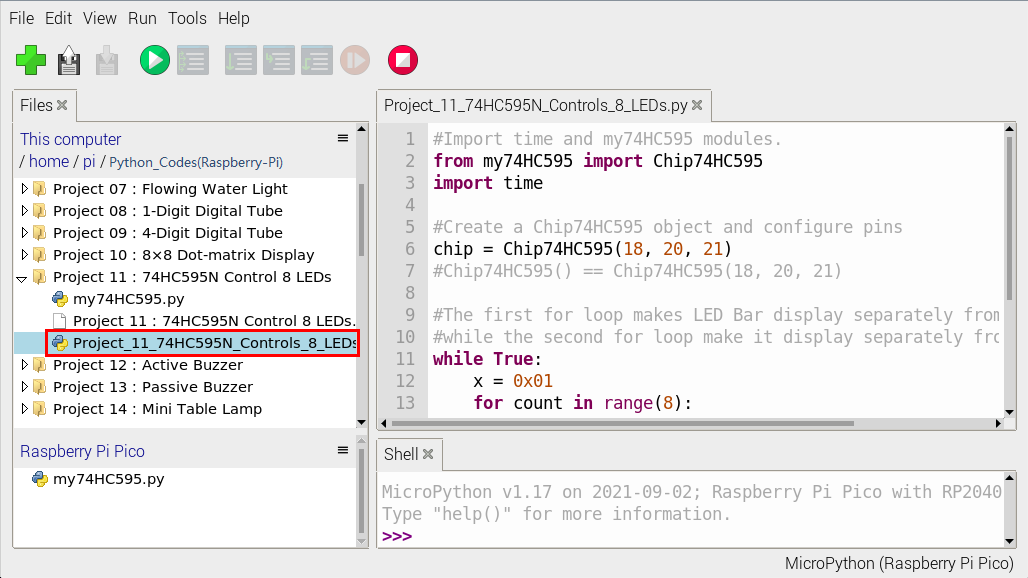 File Edit View Run Tools Help
Files
This computer
/ home / pi / Python_Codes(Raspberry-Pi)
Project 07 : Flowing Water Light
Project 08 : 1-Digit Digital Tube
Project 09 : 4-Digit Digital Tube
Project 10 : 8×8 Dot-matrix Display
Project 11 : 74HC595N Control 8 LEDs
my74HC595.py
Project 11 : 74HC595N Control 8 LEDs.
Project_11_74HC595N_Controls_8_LEDs
Project 12 : Active Buzzer
Project 13 : Passive Buzzer
Project 14 : Mini Table Lamp
Raspberry Pi Pico
my74HC595.py
Project_11_74HC595N_Controls_8_LEDs.py
1 #Import time and my74HC595 modules.
2 from my74HC595 import Chip74HC595
3 import time
4
5 #Create a Chip74HC595 object and configure pins
6 chip = Chip74HC595(18, 20, 21)
7 #Chip74HC595() == Chip74HC595(18, 20, 21)
8
9 #The first for loop makes LED Bar display separately from
10 #while the second for loop make it display separately fro
11 while True:
12 x = 0x01
13 for count in range(8):
Shell
MicroPython v1.17 on 2021-09-02; Raspberry Pi Pico with RP2040
Type "help()" for more information.
>>>
MicroPython (Raspberry Pi Pico)